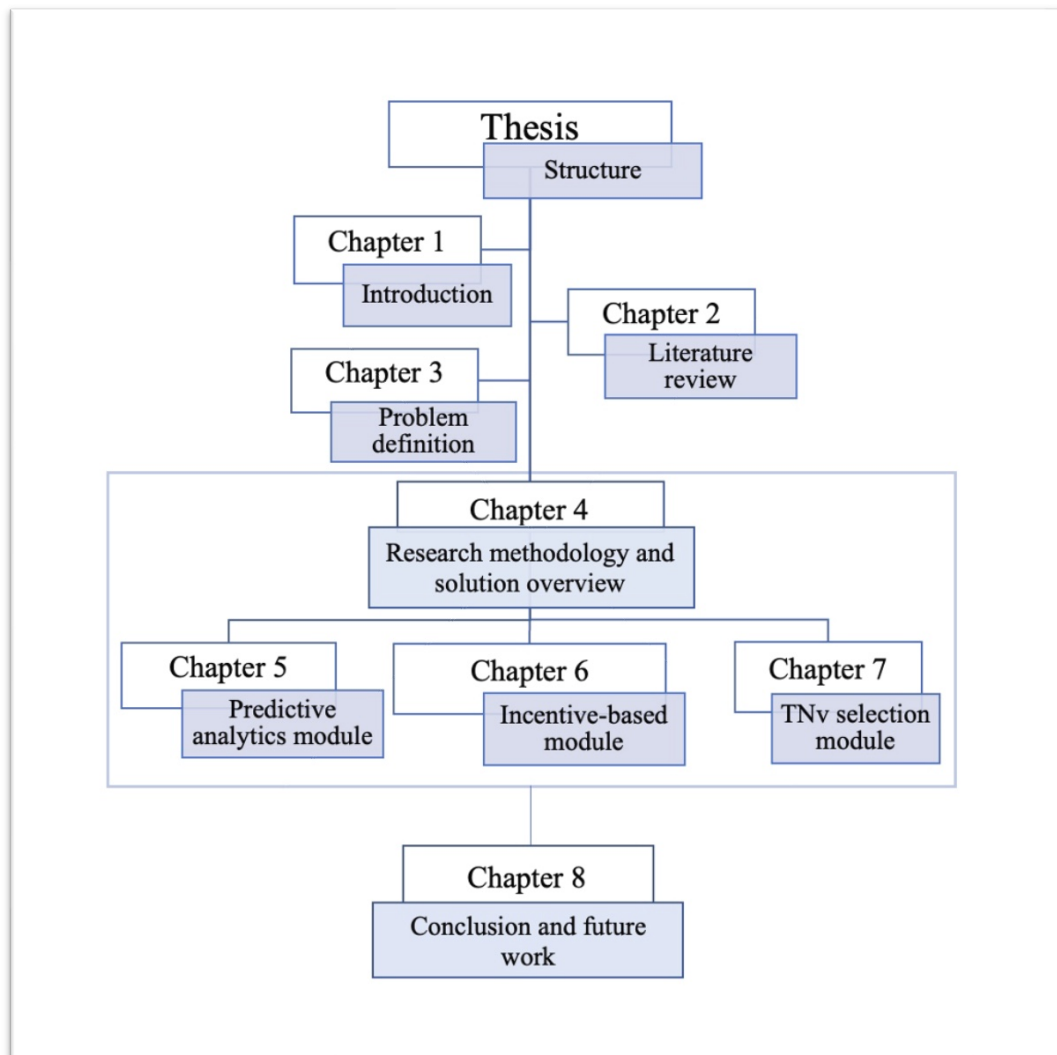 Thesis
Structure
Chapter 1
Introduction
Chapter 2
Literature
review
Chapter 3
Problem
definition
Chapter 4
Research methodology and
solution overview
Chapter 5
Predictive
analytics module
Chapter 6
Incentive-based
module
Chapter 7
TNv selection
module
Chapter 8
Conclusion and future
work